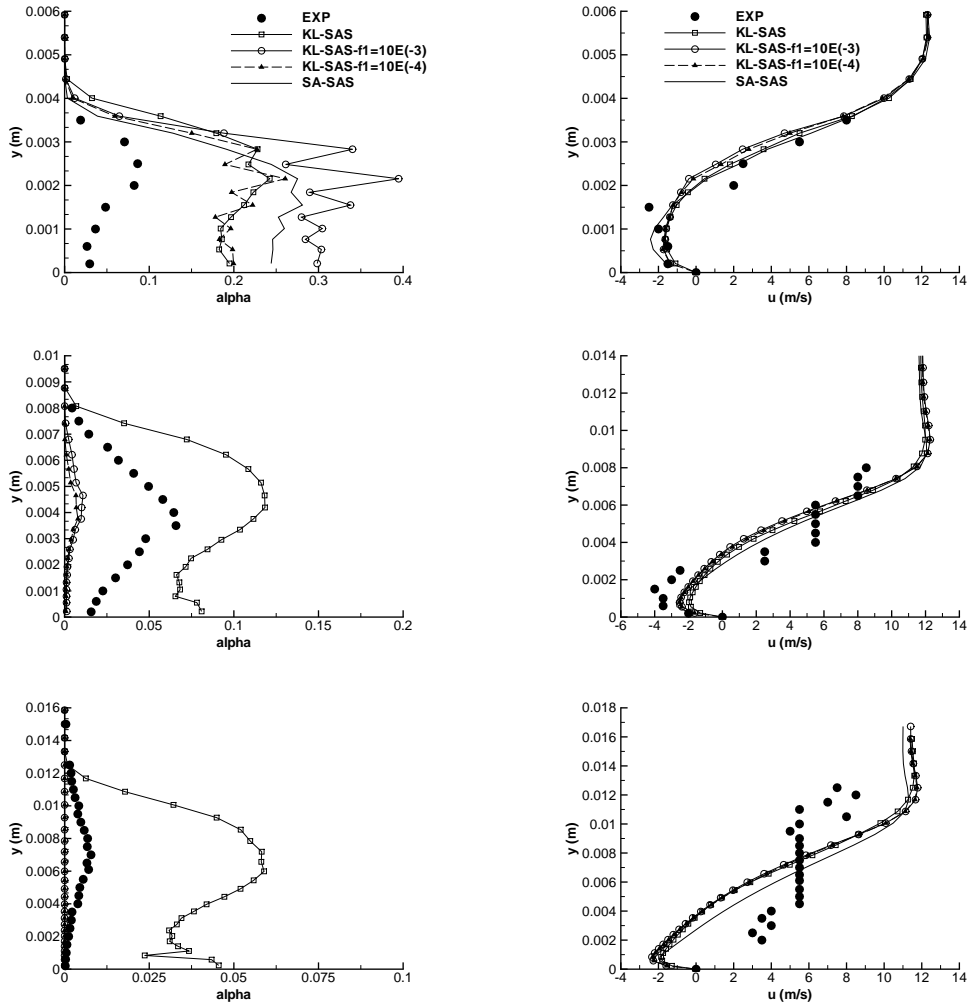 EXP
KL-SAS
KL-SAS-f1=10E(-3)
KL-SAS-f1=10E(-4)
SA-SAS
y (m)
0.006
0.005
0.004
0.003
0.002
0.001
0
0 0.1 0.2 0.3 0.4
alpha
EXP
KL-SAS
KL-SAS-f1=10E(-3)
KL-SAS-f1=10E(-4)
SA-SAS
y (m)
0.006
0.005
0.004
0.003
0.002
0.001
0
-4 -2 0 2 4 6 8 10 12 14
u (m/s)
y (m)
0.01
0.009
0.008
0.007
0.006
0.005
0.004
0.003
0.002
0.001
0
0 0.05 0.1 0.15 0.2
alpha
y (m)
0.014
0.012
0.01
0.008
0.006
0.004
0.002
0
-6 -4 -2 0 2 4 6 8 10 12 14
u (m/s)
y (m)
0.016
0.014
0.012
0.01
0.008
0.006
0.004
0.002
0
0 0.025 0.05 0.075 0.1
alpha
y (m)
0.018
0.016
0.014
0.012
0.01
0.008
0.006
0.004
0.002
0
-4 -2 0 2 4 6 8 10 12 14
u (m/s)